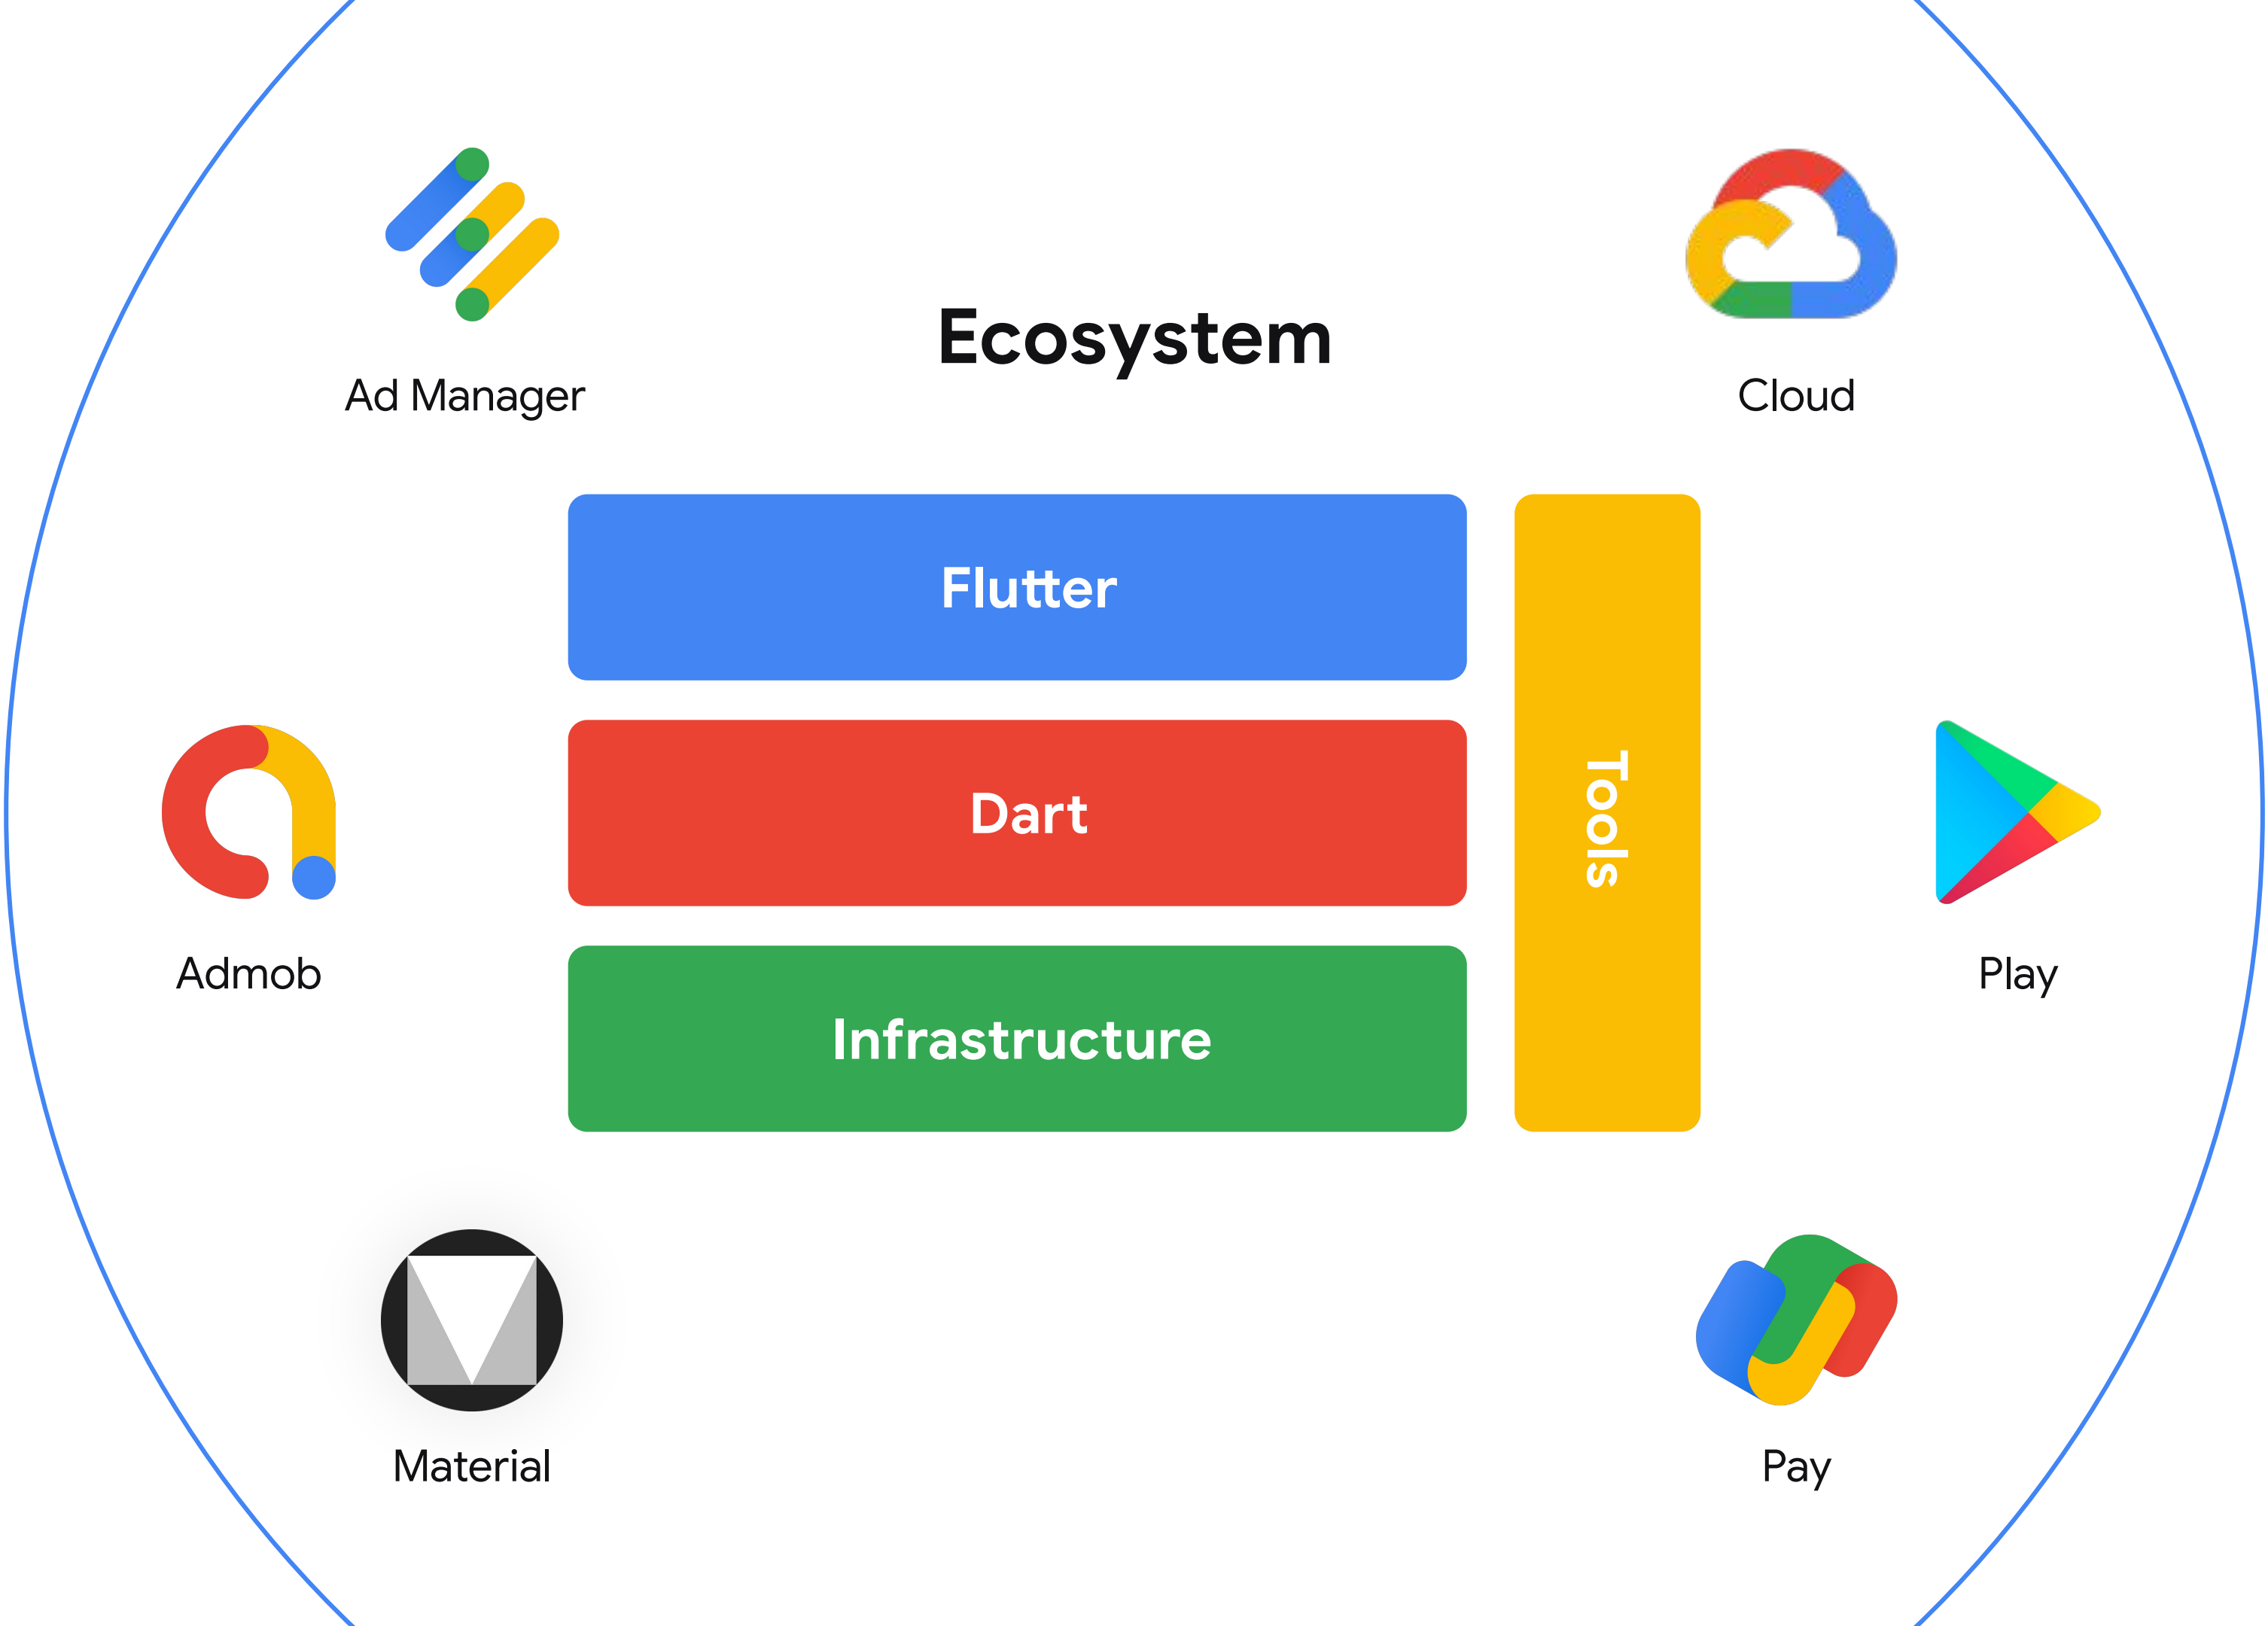 Ecosystem
Ad Manager
Cloud
Flutter
Tools
Dart
Admob
Play
Infrastructure
Material
Pay